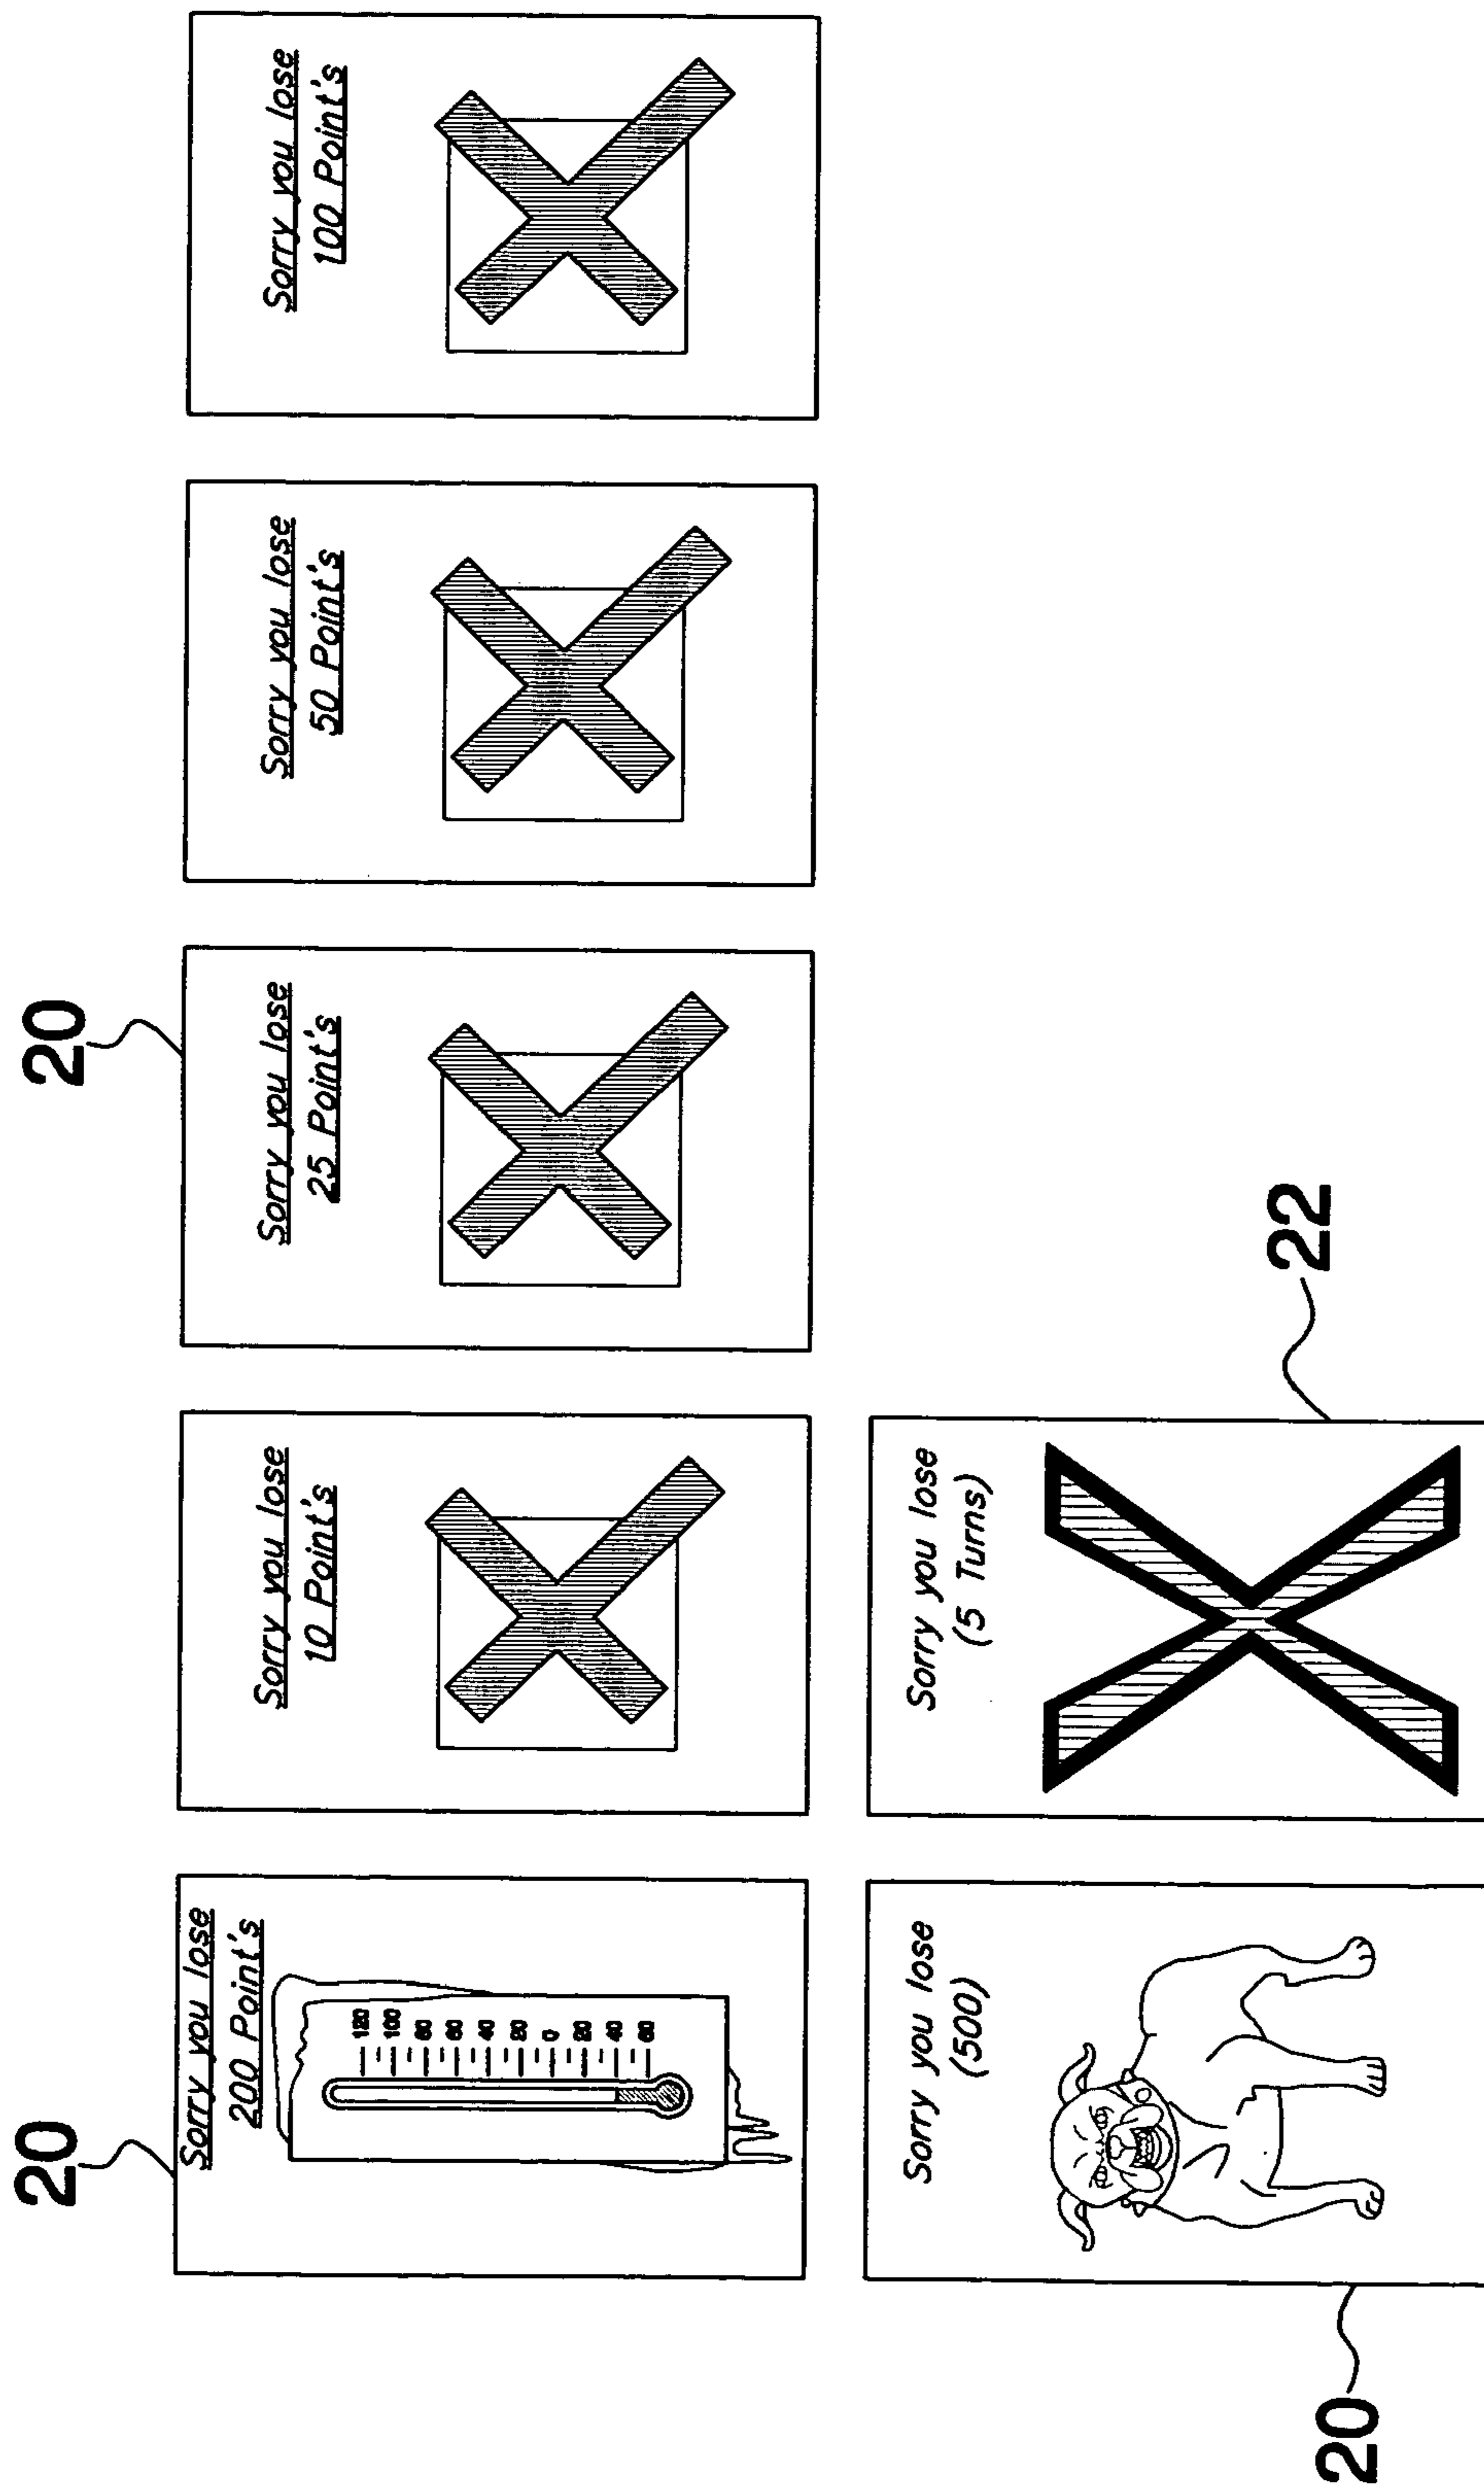 20
20
Sorry you lose
200 Point's
120
100
80
60
40
20
0
20
40
60
Sorry you lose
10 Point's
Sorry you lose
25 Point's
Sorry you lose
50 Point's
Sorry you lose
100 Point's
Sorry you lose
(500)
Sorry you lose
(5 Turns)
22
20